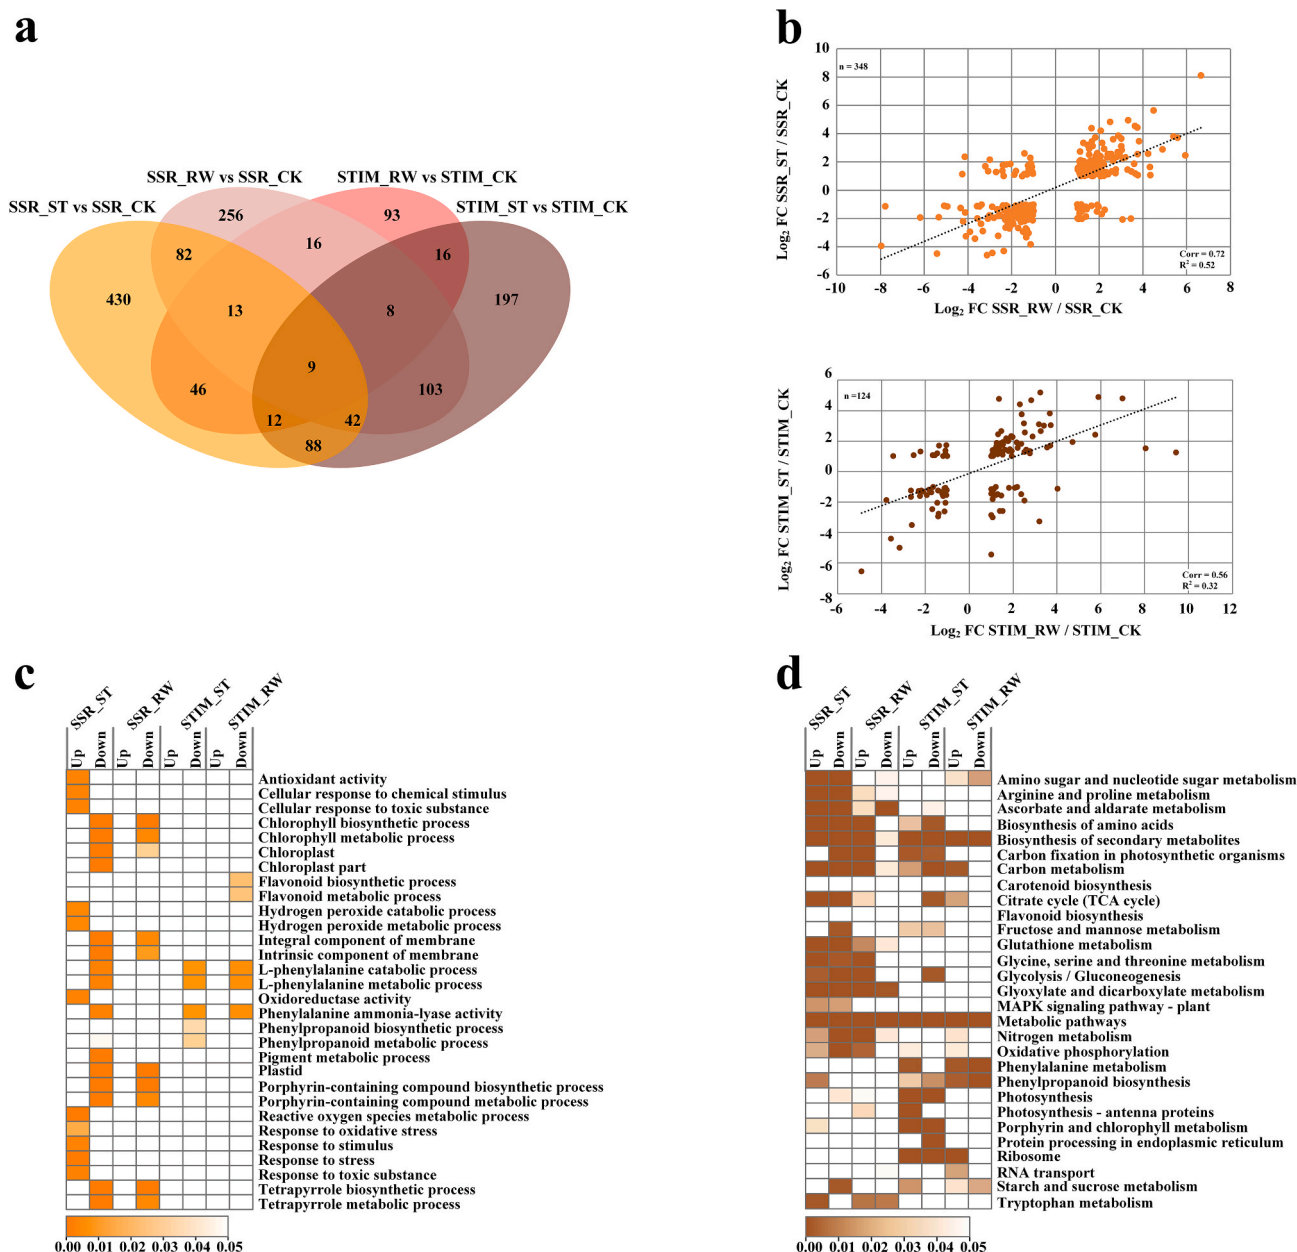 a
SSR_RW vs SSR_CK
STIM_RW vs STIM_CK
SSR_ST vs SSR_CK
STIM_ST vs STIM_CK
256
93
82
16
16
430
13
8
197
9
46
103
12
42
88
b
10
8
6
4
2
0
-2
-4
-6
n = 348
Log2 FC SSR_ST / SSR_CK
Corr = 0.72
R2 = 0.52
-10 -8 -6 -4 -2 0 2 4 6 8
Log2 FC SSR_RW / SSR_CK
6
4
2
0
-2
-4
-6
-8
n =124
Log2 FC STIM_ST / STIM_CK
Corr = 0.56
R2 = 0.32
-6 -4 -2 0 2 4 6 8 10 12
Log2 FC STIM_RW / STIM_CK
c
SSR_ST SSR_RW STIM_ST STIM_RW
Up Down Up Down Up Down Up Down
Antioxidant activity
Cellular response to chemical stimulus
Cellular response to toxic substance
Chlorophyll biosynthetic process
Chlorophyll metabolic process
Chloroplast
Chloroplast part
Flavonoid biosynthetic process
Flavonoid metabolic process
Hydrogen peroxide catabolic process
Hydrogen peroxide metabolic process
Integral component of membrane
Intrinsic component of membrane
L-phenylalanine catabolic process
L-phenylalanine metabolic process
Oxidoreductase activity
Phenylalanine ammonia-lyase activity
Phenylpropanoid biosynthetic process
Phenylpropanoid metabolic process
Pigment metabolic process
Plastid
Porphyrin-containing compound biosynthetic process
Porphyrin-containing compound metabolic process
Reactive oxygen species metabolic process
Response to oxidative stress
Response to stimulus
Response to stress
Response to toxic substance
Tetrapyrrole biosynthetic process
Tetrapyrrole metabolic process
0.00 0.01 0.02 0.03 0.04 0.05
d
SSR_ST SSR_RW STIM_ST STIM_RW
Up Down Up Down Up Down Up Down
Amino sugar and nucleotide sugar metabolism
Arginine and proline metabolism
Ascorbate and aldarate metabolism
Biosynthesis of amino acids
Biosynthesis of secondary metabolites
Carbon fixation in photosynthetic organisms
Carbon metabolism
Carotenoid biosynthesis
Citrate cycle (TCA cycle)
Flavonoid biosynthesis
Fructose and mannose metabolism
Glutathione metabolism
Glycine, serine and threonine metabolism
Glycolysis / Gluconeogenesis
Glyoxylate and dicarboxylate metabolism
MAPK signaling pathway - plant
Metabolic pathways
Nitrogen metabolism
Oxidative phosphorylation
Phenylalanine metabolism
Phenylpropanoid biosynthesis
Photosynthesis
Photosynthesis - antenna proteins
Porphyrin and chlorophyll metabolism
Protein processing in endoplasmic reticulum
Ribosome
RNA transport
Starch and sucrose metabolism
Tryptophan metabolism
0.00 0.01 0.02 0.03 0.04 0.05